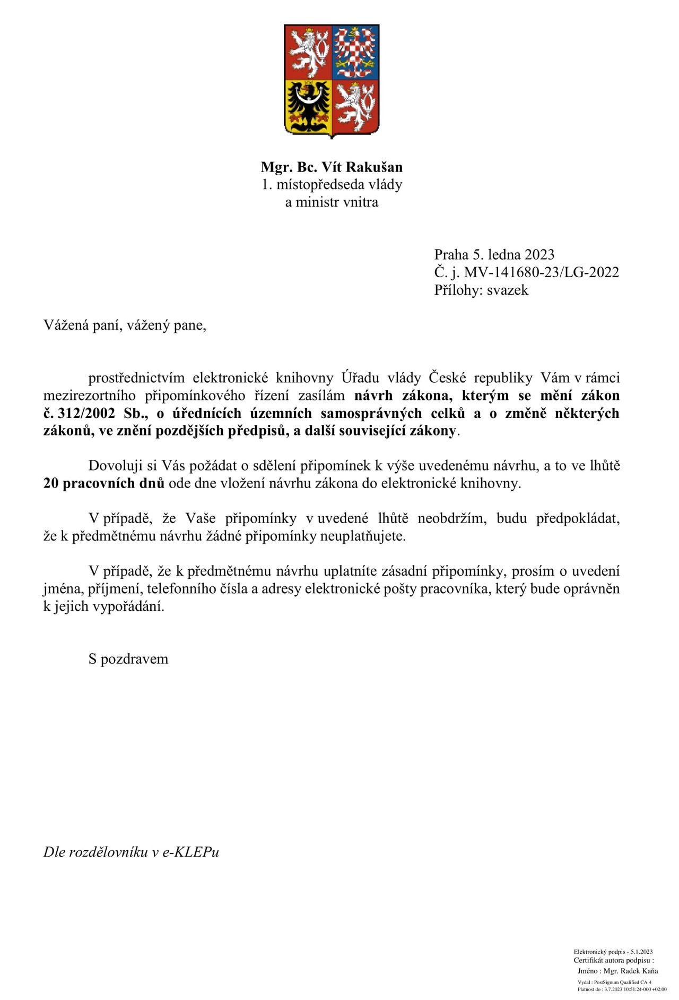 Mgr. Bc. Vít Rakušan
1. místopředseda vlády
a ministr vnitra
Praha 5. ledna 2023
Č. j. MV-141680-23/LG-2022
Přílohy: svazek
Vážená paní, vážený pane,
prostřednictvím elektronické knihovny Úřadu vlády České republiky Vám v rámci
mezirezortního připomínkového řízení zasílám návrh zákona, kterým se mění zákon
č. 312/2002 Sb., o úřednících územních samosprávných celků a o změně některých
zákonů, ve znění pozdějších předpisů, a další související zákony.
Dovoluji si Vás požádat o sdělení připomínek k výše uvedenému návrhu, a to ve lhůtě
20 pracovních dnů ode dne vložení návrhu zákona do elektronické knihovny.
V případě, že Vaše připomínky v uvedené lhůtě neobdržím, budu předpokládat,
že k předmětnému návrhu žádné připomínky neuplatňujete.
V případě, že k předmětnému návrhu uplatníte zásadní připomínky, prosím o uvedení
jména, příjmení, telefonního čísla a adresy elektronické pošty pracovníka, který bude oprávněn
k jejich vypořádání.
S pozdravem
Dle rozdělovníku v e-KLEPu
Elektronický podpis - 5.1.2023
Certifikát autora podpisu :
Jméno : Mgr. Radek Kaňa
Vydal : PostSignum Qualified CA 4
Platnost do : 3.7.2023 10:51:24-000 +02:00